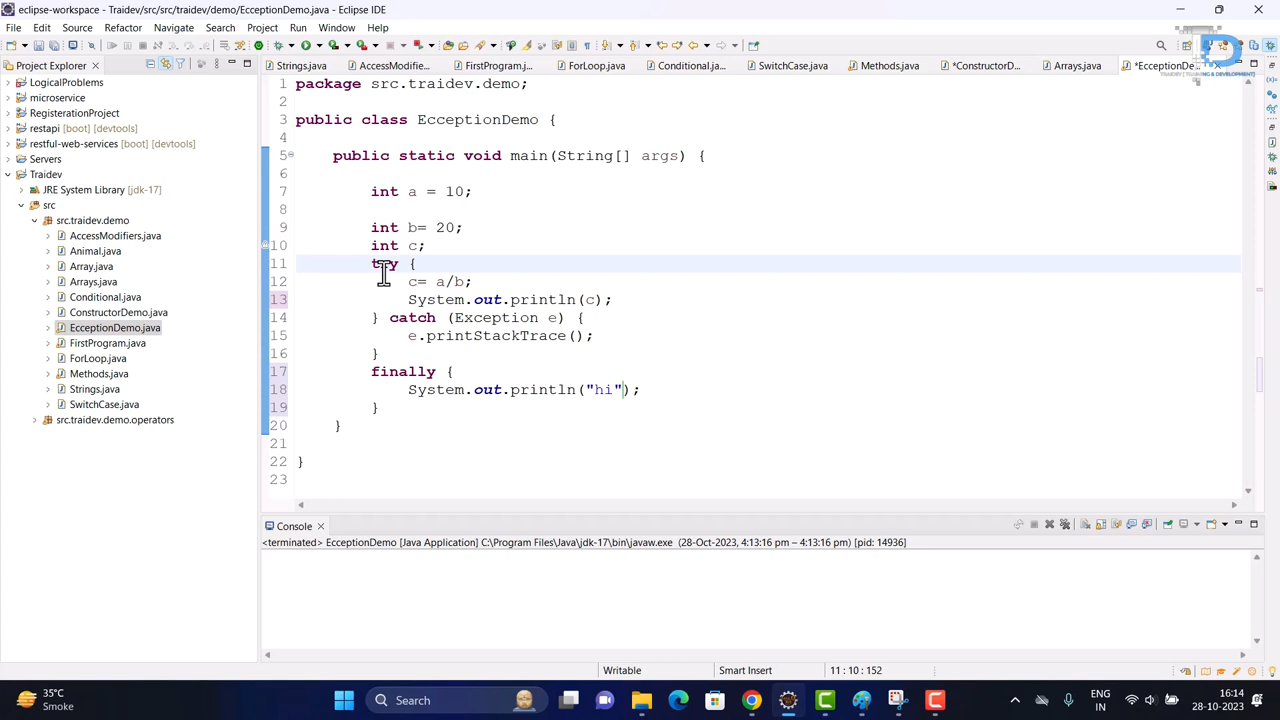 eclipse-workspace - Traidev/src/src/traidev/demo/EcceptionDemo.java - Eclipse IDE
File Edit Source Refactor Navigate Search Project Run Window Help
Project Explorer
Strings.java
AccessModifie...
FirstProgram.j...
ForLoop.java
Conditional.ja...
SwitchCase.java
Methods.java
*ConstructorD...
Arrays.java
*EcceptionDe...
TRAIDEV [ TRAINING & DEVELOPMENT]
LogicalProblems
microservice
RegisterationProject
restapi [boot] [devtools]
restful-web-services [boot] [devtools]
Servers
Traidev
JRE System Library [jdk-17]
src
src.traidev.demo
AccessModifiers.java
Animal.java
Array.java
Arrays.java
Conditional.java
ConstructorDemo.java
EcceptionDemo.java
FirstProgram.java
ForLoop.java
Methods.java
Strings.java
SwitchCase.java
src.traidev.demo.operators
1 package src.traidev.demo;
2
3 public class EcceptionDemo {
4
5 public static void main(String[] args) {
6
7 int a = 10;
8
9 int b= 20;
10 int c;
11 try {
12 c= a/b;
13 System.out.println(c);
14 } catch (Exception e) {
15 e.printStackTrace();
16 }
17 finally {
18 System.out.println("hi");
19 }
20 }
21
22 }
23
Console
<terminated> EcceptionDemo [Java Application] C:\Program Files\Java\jdk-17\bin\javaw.exe (28-Oct-2023, 4:13:16 pm – 4:13:16 pm) [pid: 14936]
Writable Smart Insert 11 : 10 : 152
35°C
Smoke
Search
ENG
IN
16:14
28-10-2023